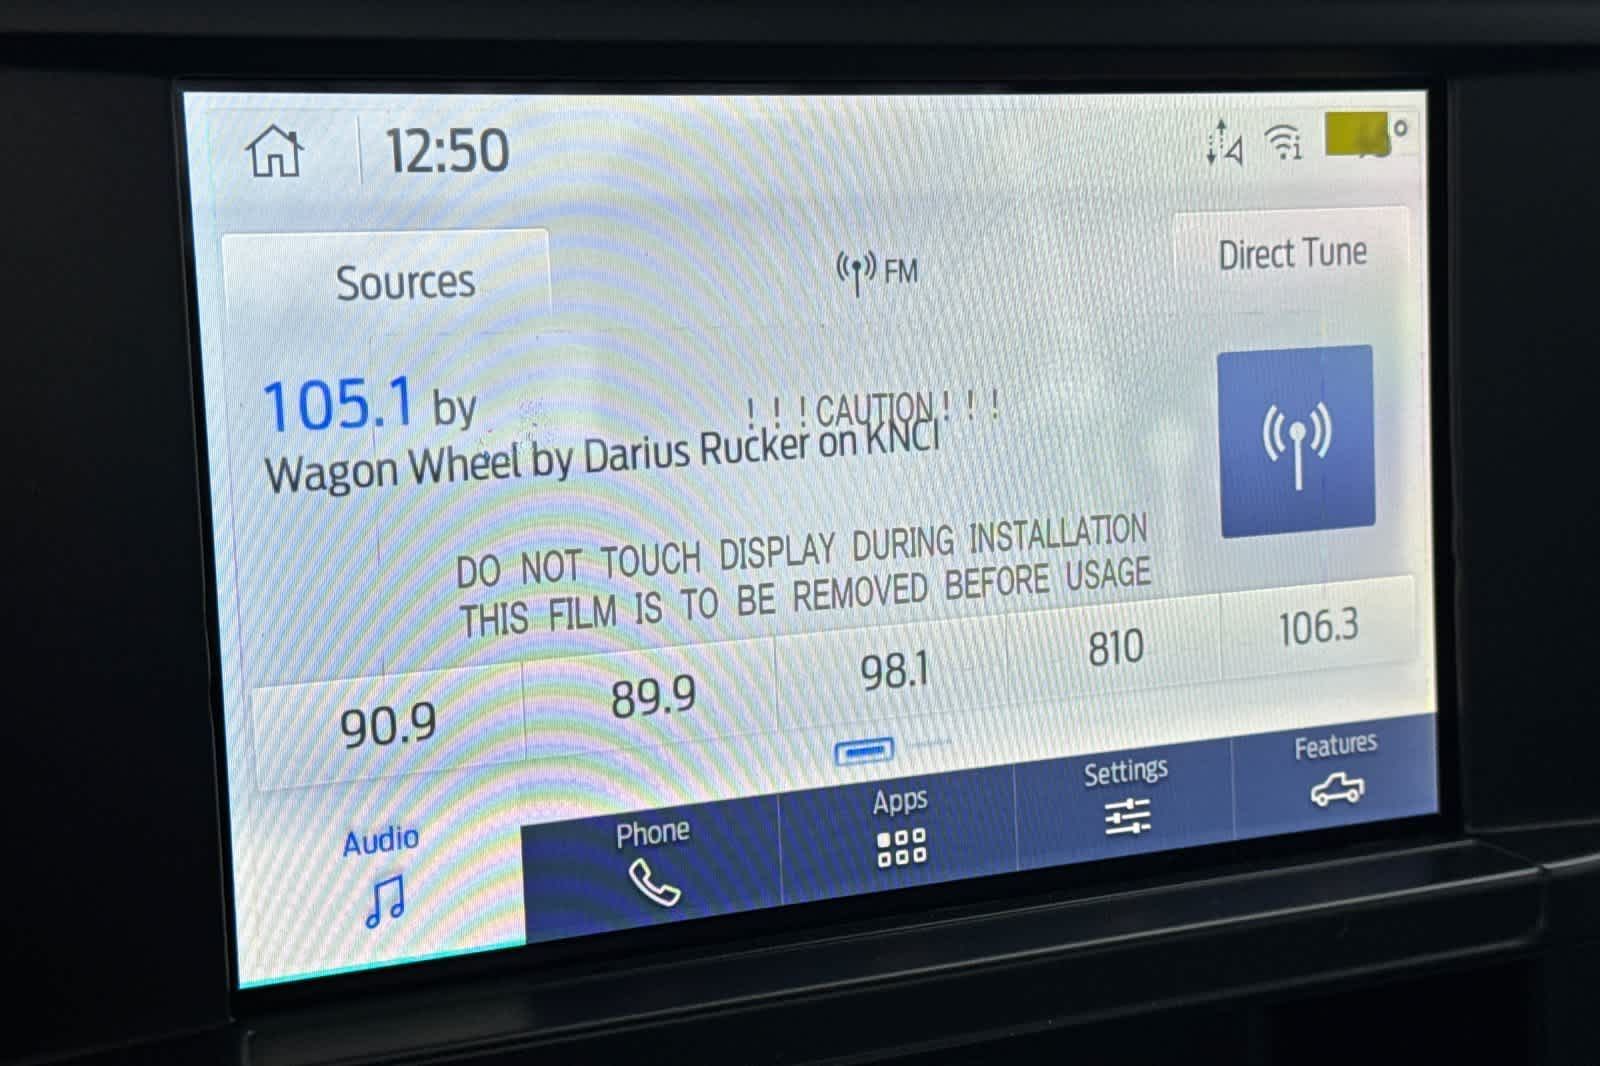 12:50
Sources
FM
Direct Tune
105.1 by
! ! ! CAUTION ! ! !
Wagon Wheel by Darius Rucker on KNCI
DO NOT TOUCH DISPLAY DURING INSTALLATION
THIS FILM IS TO BE REMOVED BEFORE USAGE
90.9
89.9
98.1
810
106.3
Audio
Phone
Apps
Settings
Features